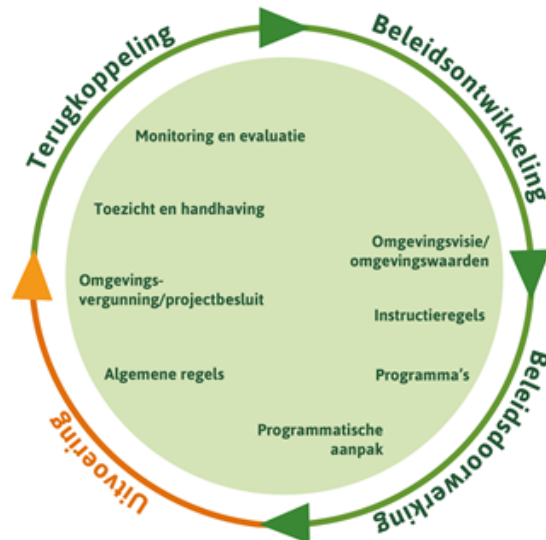 Terugkoppeling
Beleidsontwikkeling
Monitoring en evaluatie
Toezicht en handhaving
Omgevingsvisie/
omgevingswaarden
Omgevings-
vergunning/projectbesluit
Instructieregels
Algemene regels
Programma's
Programmatische
aanpak
Uitvoering
Beleidsdoorwerking